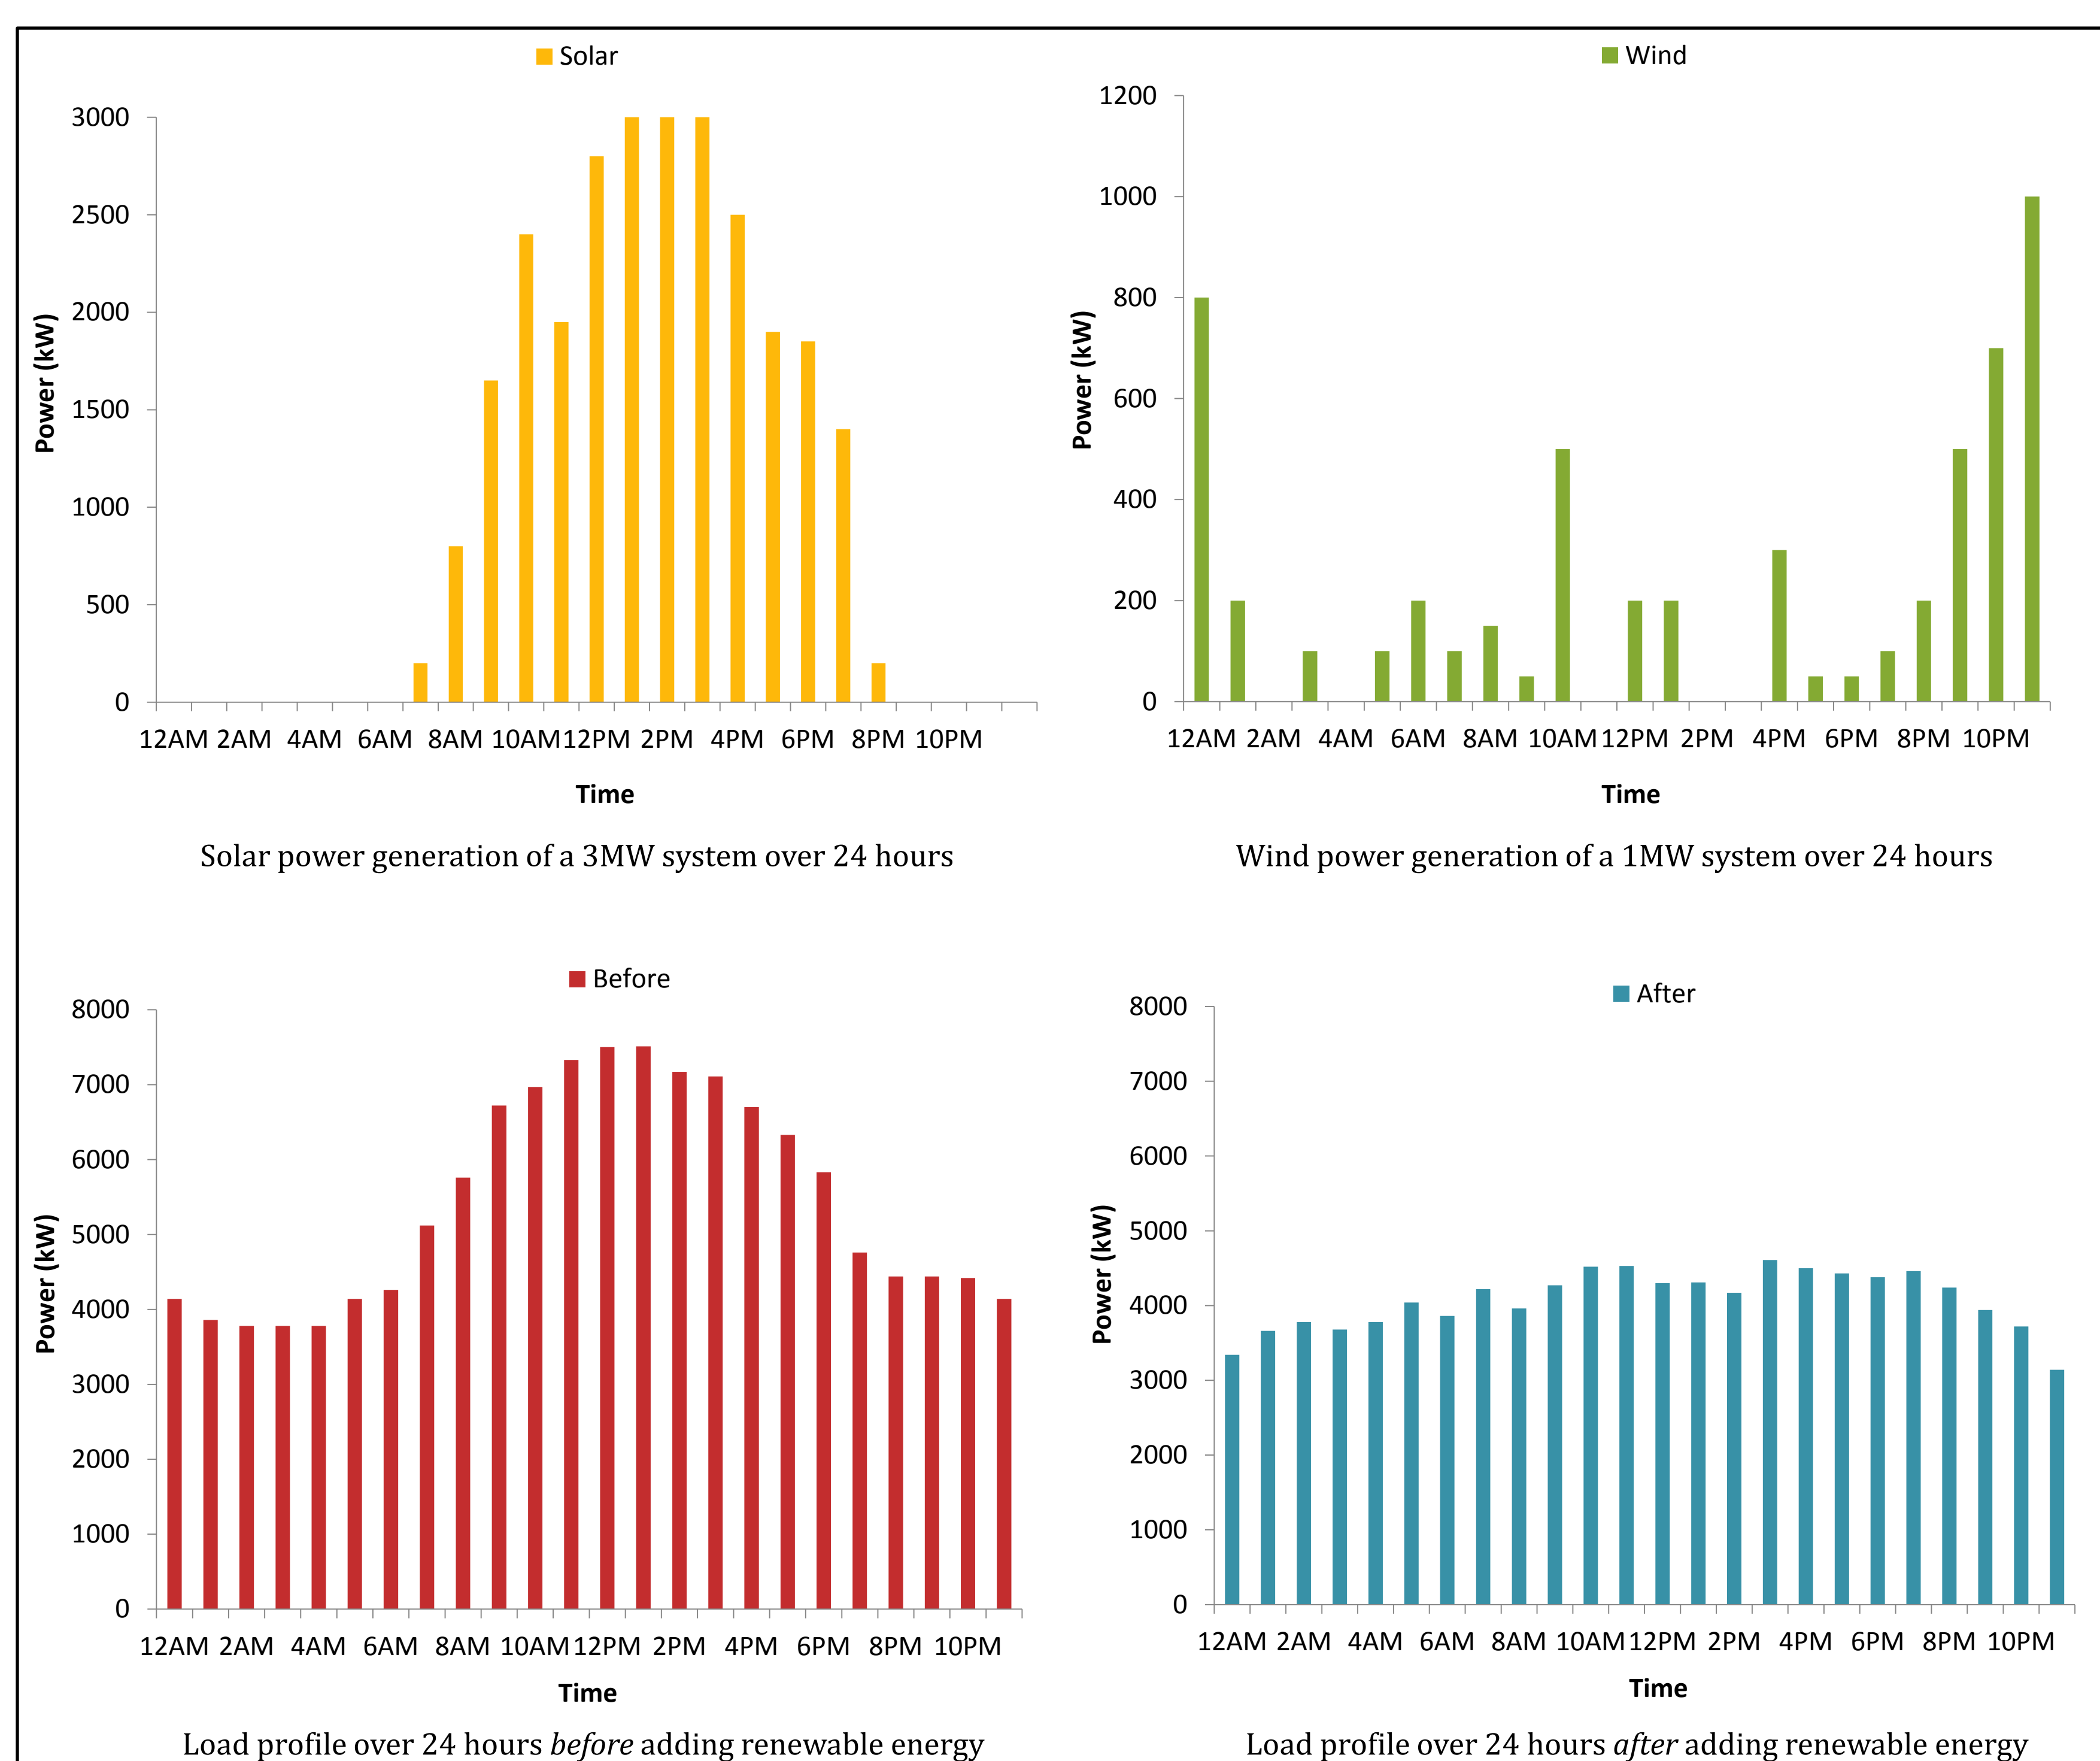 Solar
3000
2500
2000
1500
1000
500
0
Power (kW)
12AM 2AM 4AM 6AM 8AM 10AM 12PM 2PM 4PM 6PM 8PM 10PM
Time
Solar power generation of a 3MW system over 24 hours
Wind
1200
1000
800
600
400
200
0
Power (kW)
12AM 2AM 4AM 6AM 8AM 10AM 12PM 2PM 4PM 6PM 8PM 10PM
Time
Wind power generation of a 1MW system over 24 hours
Before
8000
7000
6000
5000
4000
3000
2000
1000
0
Power (kW)
12AM 2AM 4AM 6AM 8AM 10AM 12PM 2PM 4PM 6PM 8PM 10PM
Time
Load profile over 24 hours before adding renewable energy
After
8000
7000
6000
5000
4000
3000
2000
1000
0
Power (kW)
12AM 2AM 4AM 6AM 8AM 10AM 12PM 2PM 4PM 6PM 8PM 10PM
Time
Load profile over 24 hours after adding renewable energy